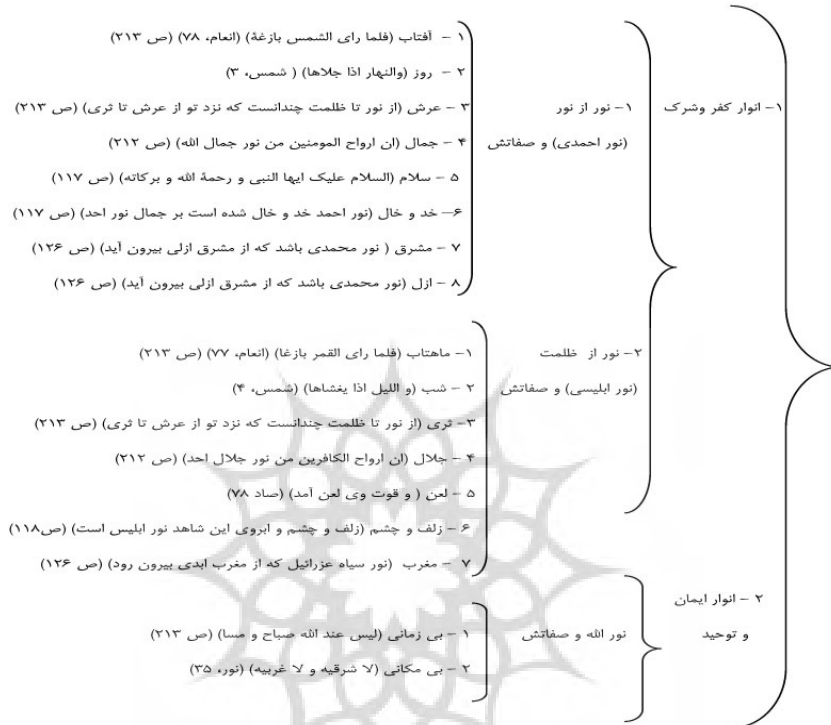 ۱- انوار کفر وشرک
۱- نور از نور
(نور احمدی) و صفاتش
۱ - آفتاب (فلما رای الشمس بازغة) (انعام، ۷۸) (ص ۲۱۳)
۲ - روز (والنهار اذا جلاها) ( شمس، ۳)
۳ - عرش (از نور تا ظلمت چندانست که نزد تو از عرش تا ثری) (ص ۲۱۳)
۴ - جمال (ان ارواح المومنین من نور جمال الله) (ص ۲۱۲)
۵ - سلام (السلام علیک ایها النبی و رحمة الله و برکاته) (ص ۱۱۷)
۶- خد و خال (نور احمد خد و خال شده است بر جمال نور احد) (ص ۱۱۷)
۷ - مشرق ( نور محمدی باشد که از مشرق ازلی بیرون آید) (ص ۱۲۶)
۸ - ازل (نور محمدی باشد که از مشرق ازلی بیرون آید) (ص ۱۲۶)
۲- نور از ظلمت
(نور ابلیسی) و صفاتش
۱- ماهتاب (فلما رای القمر بازغا) (انعام، ۷۷) (ص ۲۱۳)
۲ - شب (و اللیل اذا یغشاها) (شمس، ۴)
۳- ثری (از نور تا ظلمت چندانست که نزد تو از عرش تا ثری) (ص ۲۱۳)
۴ - جلال (ان ارواح الکافرین من نور جلال احد) (ص ۲۱۲)
۵ - لعن ( و قوت وی لعن آمد) (صاد ۷۸)
۶ - زلف و چشم (زلف و چشم و ابروی این شاهد نور ابلیس است) (ص۱۱۸)
۷ - مغرب (نور سیاه عزرائیل که از مغرب ابدی بیرون رود) (ص ۱۲۶)
۲ - انوار ایمان
و توحید
نور الله و صفاتش
۱ - بی زمانی (لیس عند الله صباح و مسا) (ص ۲۱۳)
۲ - بی مکانی (لا شرقیه و لا غربیه) (نور، ۳۵)